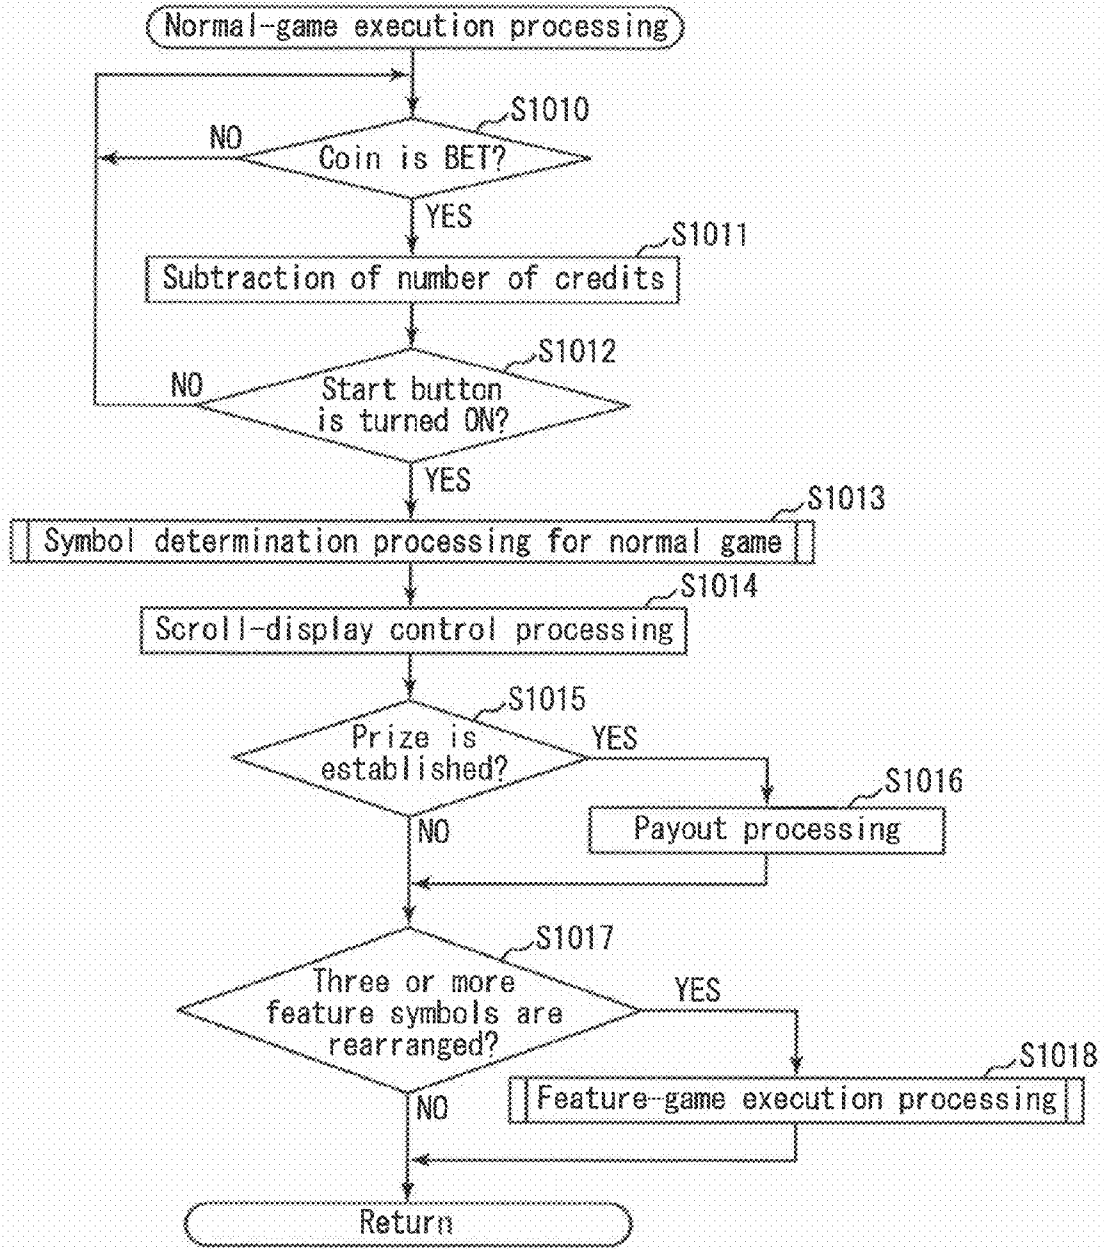 Normal-game execution processing
S1010
NO
Coin is BET?
YES
S1011
Subtraction of number of credits
S1012
NO
Start button
is turned ON?
YES
S1013
Symbol determination processing for normal game
S1014
Scroll-display control processing
S1015
Prize is
established?
YES
S1016
Payout processing
NO
S1017
Three or more
feature symbols are
rearranged?
YES
S1018
Feature-game execution processing
NO
Return